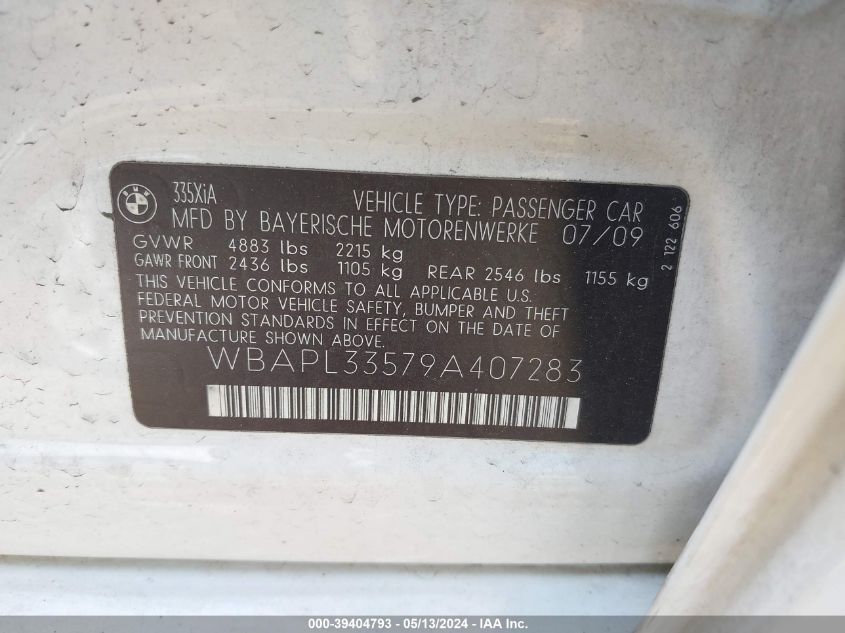 BMW
335XiA VEHICLE TYPE: PASSENGER CAR
MFD BY BAYERISCHE MOTORENWERKE 07/09
GVWR 4883 lbs 2215 kg
GAWR FRONT 2436 lbs 1105 kg REAR 2546 lbs 1155 kg
THIS VEHICLE CONFORMS TO ALL APPLICABLE U.S.
FEDERAL MOTOR VEHICLE SAFETY, BUMPER AND THEFT
PREVENTION STANDARDS IN EFFECT ON THE DATE OF
MANUFACTURE SHOWN ABOVE.
WBAPL33579A407283
2 122 606
000-39404793 - 05/13/2024 - IAA Inc.